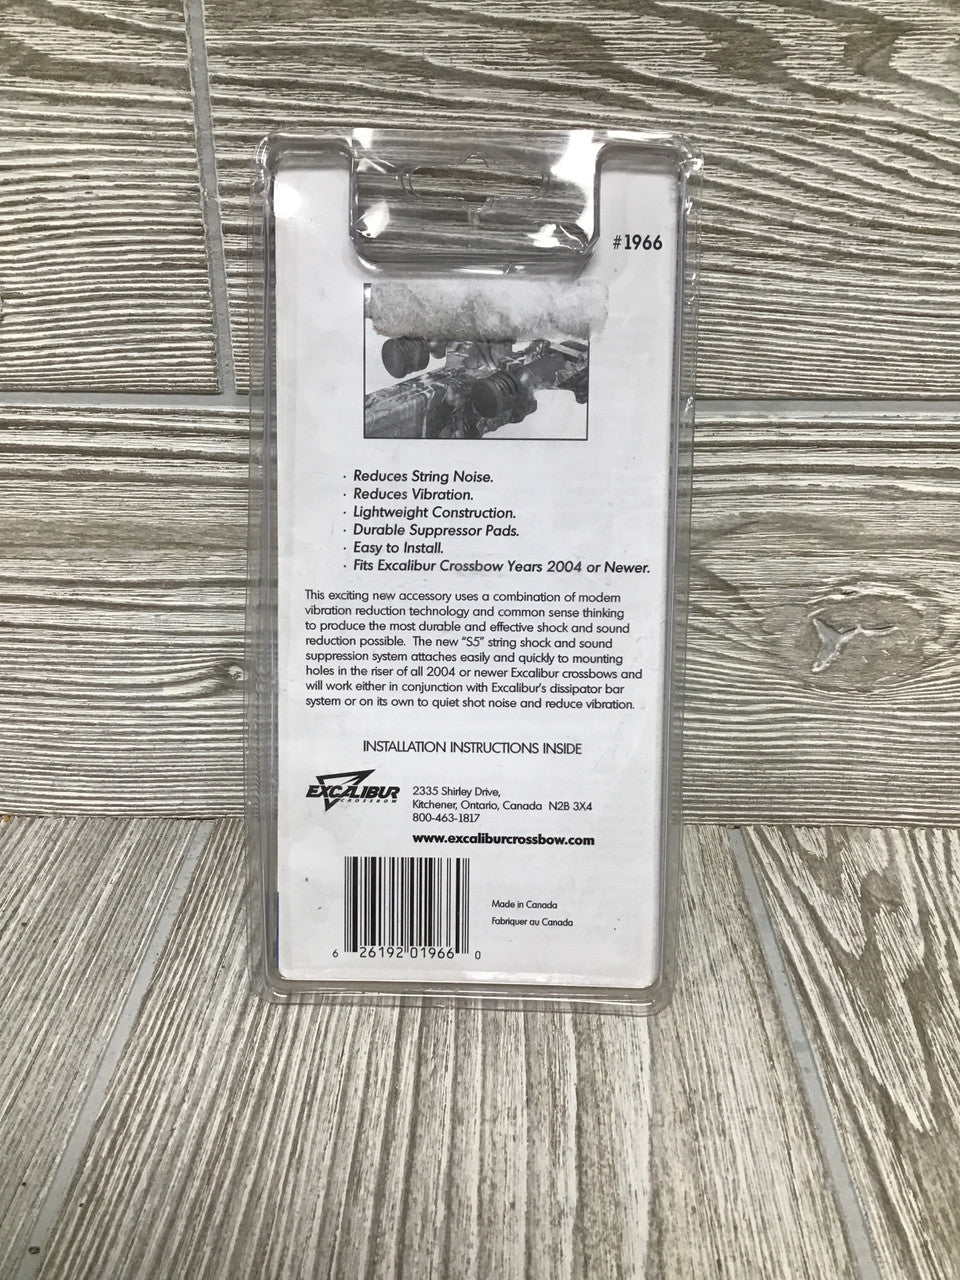 #1966
· Reduces String Noise.
· Reduces Vibration.
· Lightweight Construction.
· Durable Suppressor Pads.
· Easy to Install.
· Fits Excalibur Crossbow Years 2004 or Newer.
This exciting new accessory uses a combination of modern
vibration reduction technology and common sense thinking
to produce the most durable and effective shock and sound
reduction possible. The new "S5" string shock and sound
suppression system attaches easily and quickly to mounting
holes in the riser of all 2004 or newer Excalibur crossbows and
will work either in conjunction with Excalibur's dissipator bar
system or on its own to quiet shot noise and reduce vibration.
INSTALLATION INSTRUCTIONS INSIDE
EXCALIBUR
CROSSBOW
2335 Shirley Drive,
Kitchener, Ontario, Canada N2B 3X4
800-463-1817
www.excaliburcrossbow.com
Made in Canada
Fabriquer au Canada
6 26192 01966 0